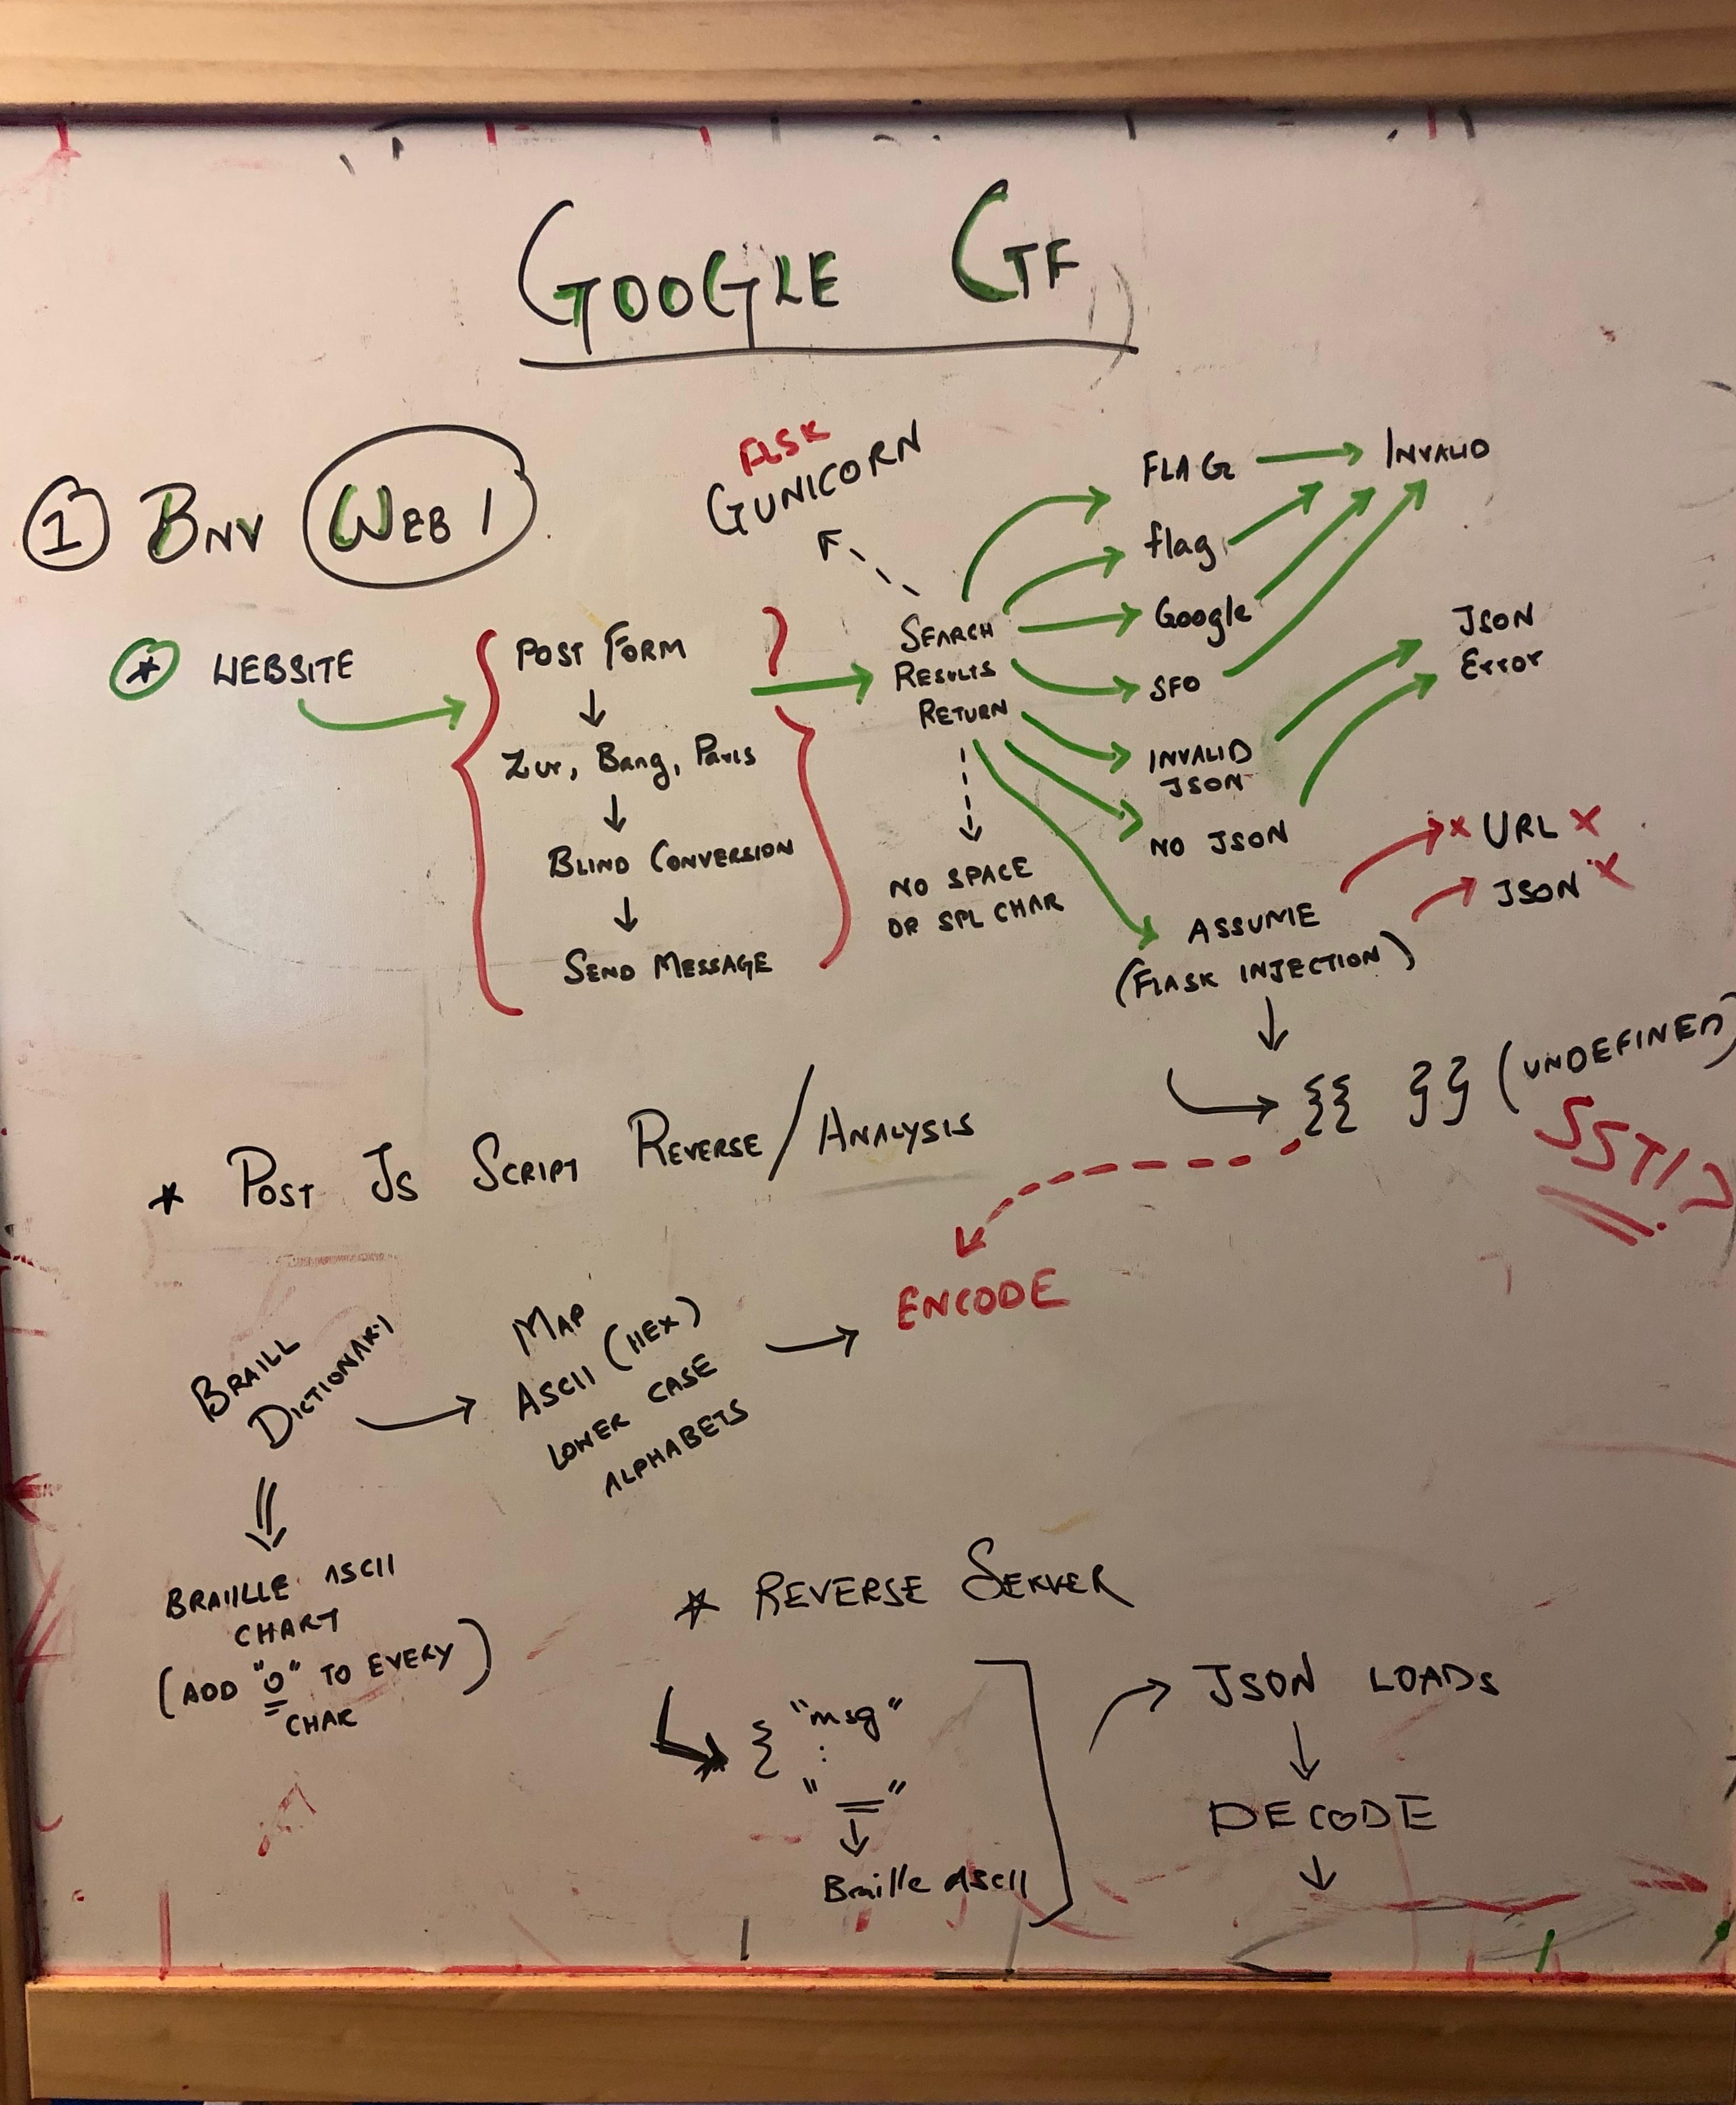 GOOGLE CTF
1 BNV WEB 1
FLSK
GUNICORN
* WEBSITE
POST FORM
Zur, Bang, Paris
BLIND CONVERSION
SEND MESSAGE
SEARCH
RESULTS
RETURN
NO SPACE
OR SPL CHAR
FLAG
INVALID
flag
Google
SFO
INVALID
JSON
NO JSON
JSON
Error
ASSUME
(FLASK INJECTION)
x URL x
JSON x
{{ }} (UNDEFINED)
SSTI?
* POST JS SCRIPT REVERSE/ANALYSIS
BRAILL
DICTIONARY
MAP
ASCII (HEX)
LOWER CASE
ALPHABETS
ENCODE
BRAIILLE ASCII
CHART
(ADD "0" TO EVERY)
CHAR
* REVERSE SERVER
{ "msg"
:
" "
Braille ASCII
JSON LOADS
DECODE